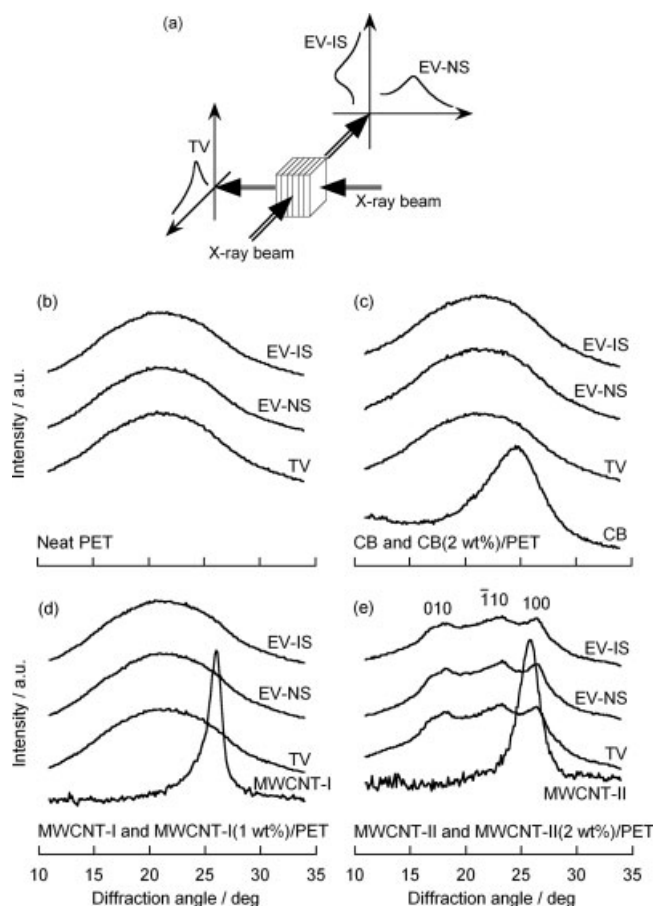 (a)
EV-IS
EV-NS
TV
X-ray beam
X-ray beam
(b)
EV-IS
EV-NS
TV
Neat PET
Intensity / a.u.
(c)
EV-IS
EV-NS
TV
CB
CB and CB(2 wt%)/PET
(d)
EV-IS
EV-NS
TV
MWCNT-I
MWCNT-I and MWCNT-I(1 wt%)/PET
Intensity / a.u.
10 15 20 25 30 35
Diffraction angle / deg
(e)
010 1̄10 100
EV-IS
EV-NS
TV
MWCNT-II
MWCNT-II and MWCNT-II(2 wt%)/PET
10 15 20 25 30 35
Diffraction angle / deg